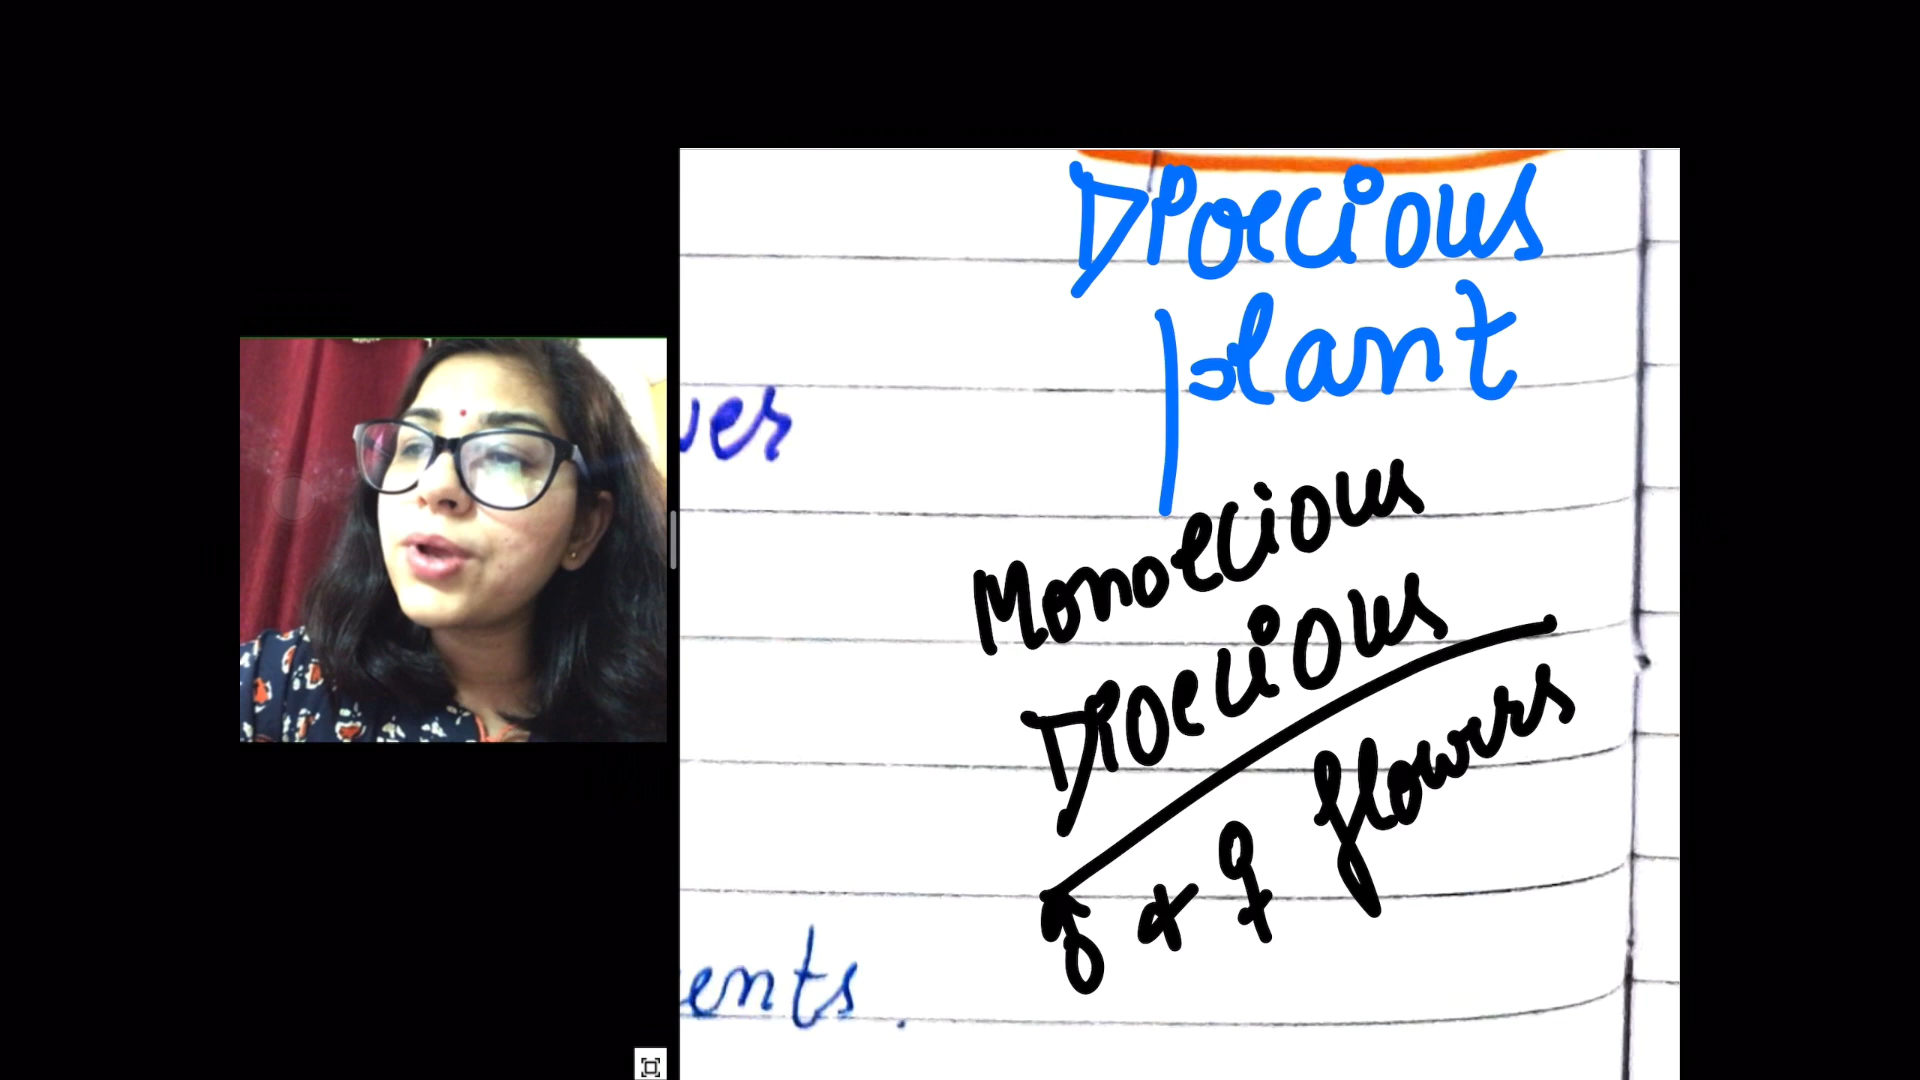 Dioecious
plant
ver
Monoecious
Dioecious
♂ & ♀ flowers
ents.